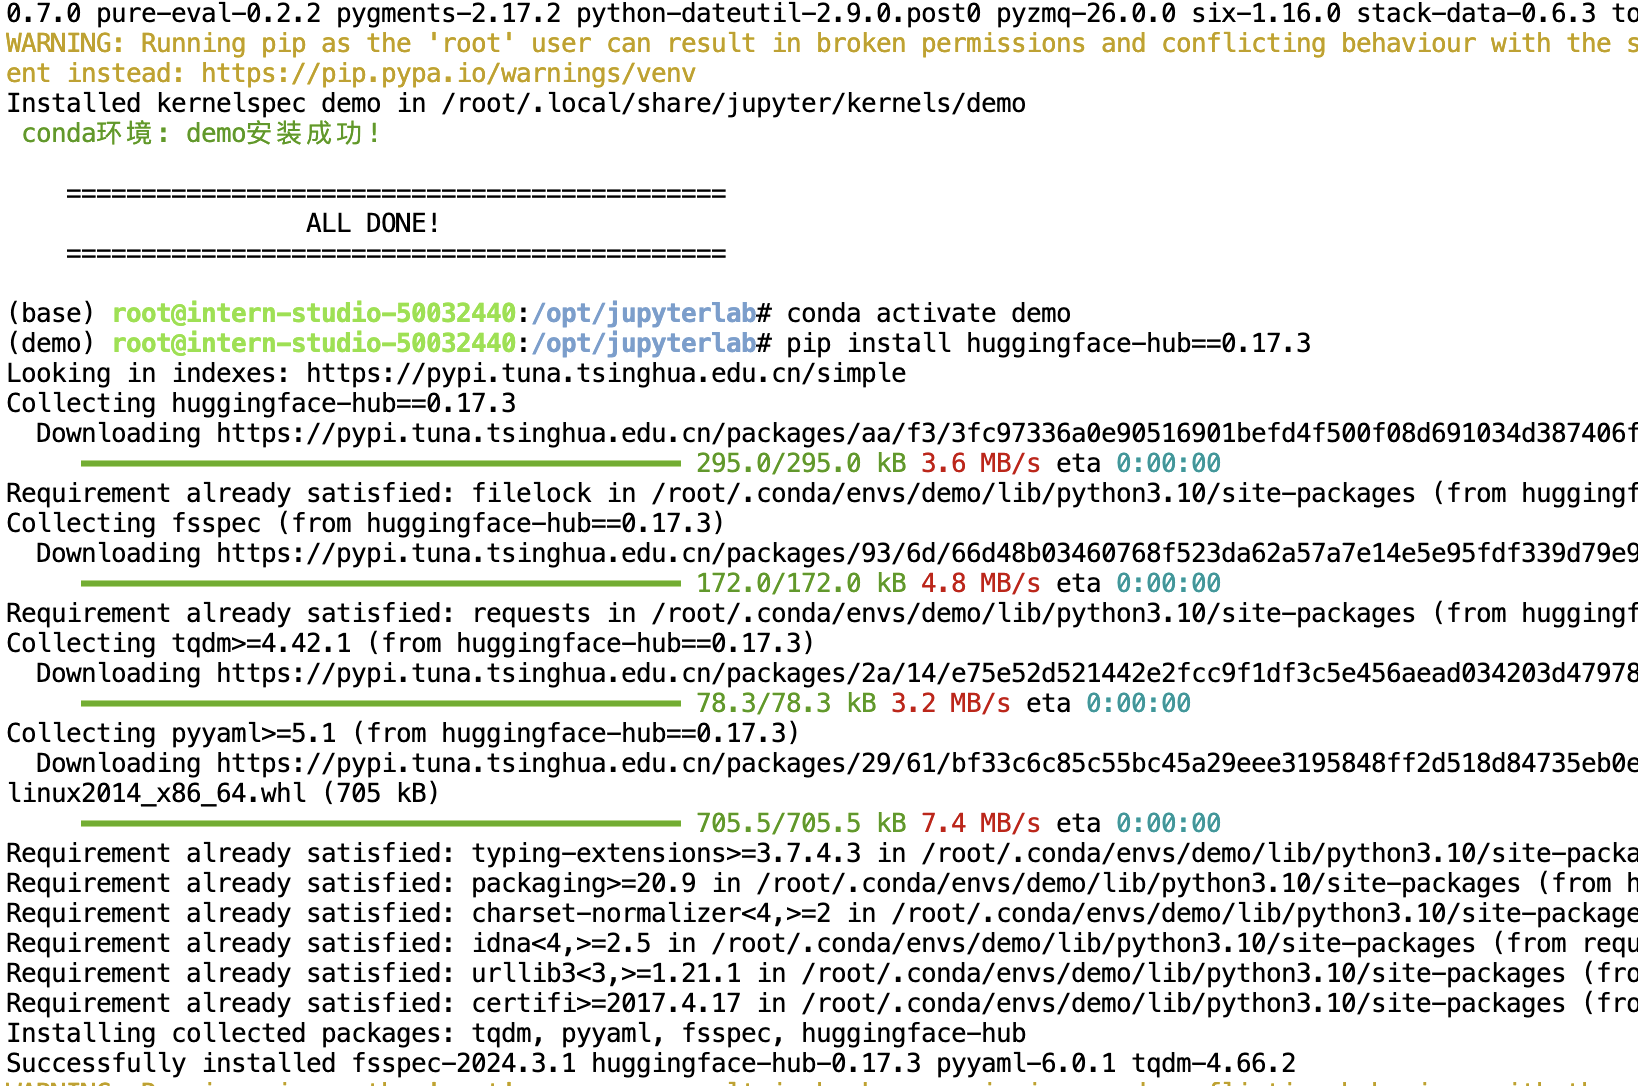 0.7.0 pure-eval-0.2.2 pygments-2.17.2 python-dateutil-2.9.0.post0 pyzmq-26.0.0 six-1.16.0 stack-data-0.6.3 to
WARNING: Running pip as the 'root' user can result in broken permissions and conflicting behaviour with the s
ent instead: https://pip.pypa.io/warnings/venv
Installed kernelspec demo in /root/.local/share/jupyter/kernels/demo
conda环境: demo安装成功!
============================================
ALL DONE!
============================================
(base) root@intern-studio-50032440:/opt/jupyterlab# conda activate demo
(demo) root@intern-studio-50032440:/opt/jupyterlab# pip install huggingface-hub==0.17.3
Looking in indexes: https://pypi.tuna.tsinghua.edu.cn/simple
Collecting huggingface-hub==0.17.3
Downloading https://pypi.tuna.tsinghua.edu.cn/packages/aa/f3/3fc97336a0e90516901befd4f500f08d691034d387406f
295.0/295.0 kB 3.6 MB/s eta 0:00:00
Requirement already satisfied: filelock in /root/.conda/envs/demo/lib/python3.10/site-packages (from huggingf
Collecting fsspec (from huggingface-hub==0.17.3)
Downloading https://pypi.tuna.tsinghua.edu.cn/packages/93/6d/66d48b03460768f523da62a57a7e14e5e95fdf339d79e9
172.0/172.0 kB 4.8 MB/s eta 0:00:00
Requirement already satisfied: requests in /root/.conda/envs/demo/lib/python3.10/site-packages (from huggingf
Collecting tqdm>=4.42.1 (from huggingface-hub==0.17.3)
Downloading https://pypi.tuna.tsinghua.edu.cn/packages/2a/14/e75e52d521442e2fcc9f1df3c5e456aead034203d47978
78.3/78.3 kB 3.2 MB/s eta 0:00:00
Collecting pyyaml>=5.1 (from huggingface-hub==0.17.3)
Downloading https://pypi.tuna.tsinghua.edu.cn/packages/29/61/bf33c6c85c55bc45a29eee3195848ff2d518d84735eb0e
linux2014_x86_64.whl (705 kB)
705.5/705.5 kB 7.4 MB/s eta 0:00:00
Requirement already satisfied: typing-extensions>=3.7.4.3 in /root/.conda/envs/demo/lib/python3.10/site-packa
Requirement already satisfied: packaging>=20.9 in /root/.conda/envs/demo/lib/python3.10/site-packages (from h
Requirement already satisfied: charset-normalizer<4,>=2 in /root/.conda/envs/demo/lib/python3.10/site-package
Requirement already satisfied: idna<4,>=2.5 in /root/.conda/envs/demo/lib/python3.10/site-packages (from requ
Requirement already satisfied: urllib3<3,>=1.21.1 in /root/.conda/envs/demo/lib/python3.10/site-packages (fro
Requirement already satisfied: certifi>=2017.4.17 in /root/.conda/envs/demo/lib/python3.10/site-packages (fro
Installing collected packages: tqdm, pyyaml, fsspec, huggingface-hub
Successfully installed fsspec-2024.3.1 huggingface-hub-0.17.3 pyyaml-6.0.1 tqdm-4.66.2